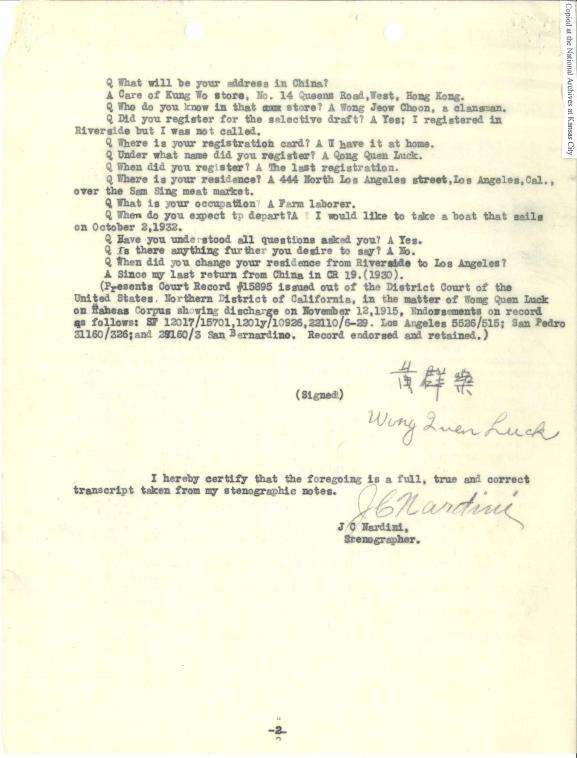 Copied at the National Archives at Kansas City
Q What will be your address in China?
A Care of Kung Wo store, No. 14 Queens Road,West, Hong Kong.
Q Who do you know in that store? A Wong Jeow Choon, a clansman.
Q Did you register for the selective draft? A Yes; I registered in
Riverside but I was not called.
Q Where is your registration card? A U have it at home.
Q Under what name did you register? A Qong Quen Luck.
Q When did you register? A The last registration.
Q Where is your residence? A 444 North Los Angeles street,Los Angeles,Cal.,
over the Sam Sing meat market.
Q What is your occupation? A Farm laborer.
Q When do you expect tp depart?A I would like to take a boat that sails
on October 2,1932.
Q Have you understood all questions asked you? A Yes.
Q Is there anything further you desire to say? A No.
Q When did you change your residence from Riverside to Los Angeles?
A Since my last return from China in CR 19.(1930).
(Presents Court Record #15895 issued out of the District Court of the
United States. Northern District of California, in the matter of Womg Quen Luck
on Habeas Corpus showing discharge on November 12,1915, Endorsements on record
as follows: SF 12017/15701,1201y/10926,22110/6-29. Los Angeles 5526/515; San Pedro
31160/326;and 29160/3 San Bernardino. Record endorsed and retained.)
黃群樂
(Signed)
Wong Quen Luck
I hereby certify that the foregoing is a full, true and correct
transcript taken from my stenographic notes.
J C Nardini
J C Nardini,
Stenographer.
-2-